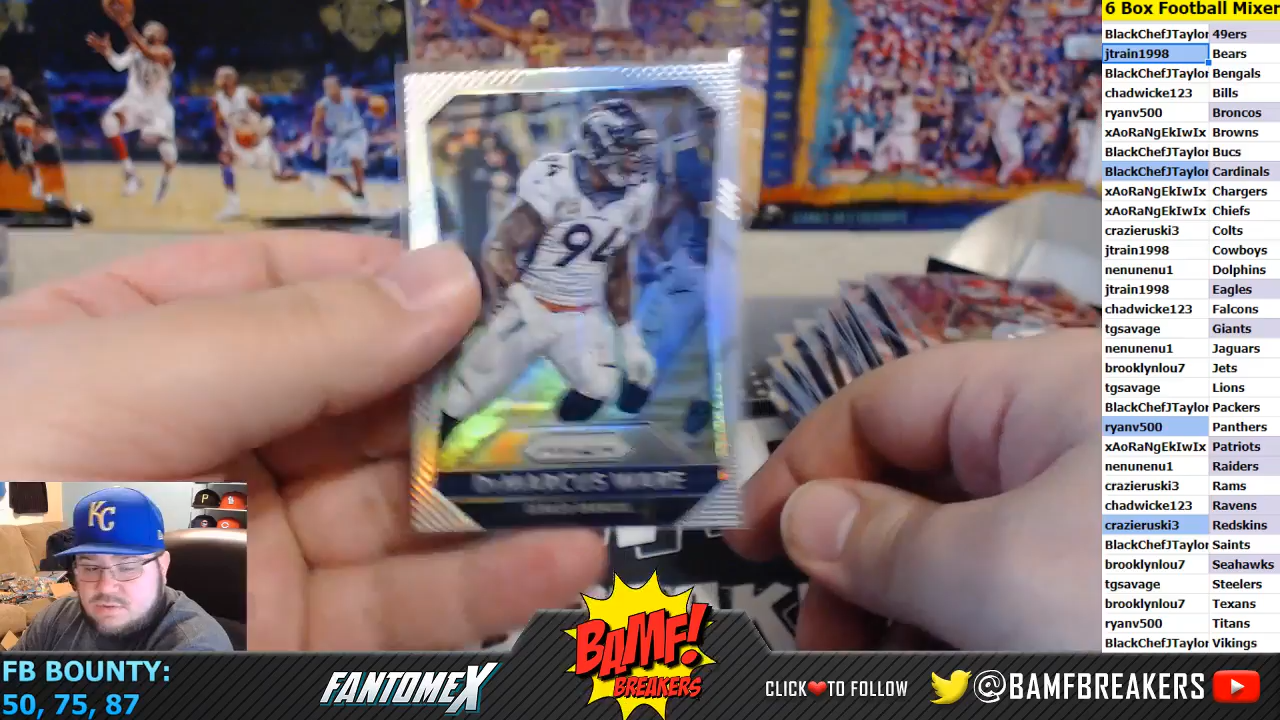 6 Box Football Mixer
BlackChefJTaylor 49ers
jtrain1998 Bears
BlackChefJTaylor Bengals
chadwicke123 Bills
ryanv500 Broncos
xAoRaNgEkIwIx Browns
BlackChefJTaylor Bucs
BlackChefJTaylor Cardinals
xAoRaNgEkIwIx Chargers
xAoRaNgEkIwIx Chiefs
crazieruski3 Colts
jtrain1998 Cowboys
nenunenu1 Dolphins
jtrain1998 Eagles
chadwicke123 Falcons
tgsavage Giants
nenunenu1 Jaguars
brooklynlou7 Jets
tgsavage Lions
BlackChefJTaylor Packers
ryanv500 Panthers
xAoRaNgEkIwIx Patriots
nenunenu1 Raiders
crazieruski3 Rams
chadwicke123 Ravens
crazieruski3 Redskins
BlackChefJTaylor Saints
brooklynlou7 Seahawks
tgsavage Steelers
brooklynlou7 Texans
ryanv500 Titans
BlackChefJTaylor Vikings
94
PRIZM
DeMARCUS WARE
KC
P
FB BOUNTY:
50, 75, 87
FANTOMEX
BAMF!
BREAKERS
CLICK TO FOLLOW
@BAMFBREAKERS